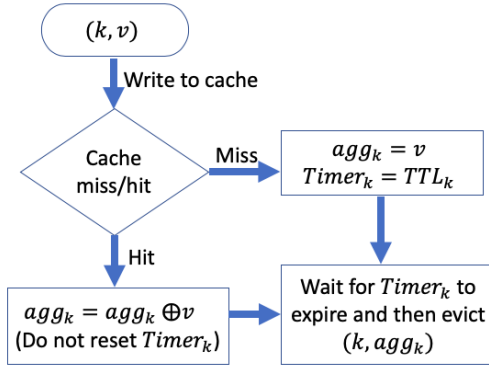 (k, v)
Write to cache
Cache
miss/hit
Miss
agg_k = v
Timer_k = TTL_k
Hit
agg_k = agg_k ⊕v
(Do not reset Timer_k)
Wait for Timer_k to
expire and then evict
(k, agg_k)